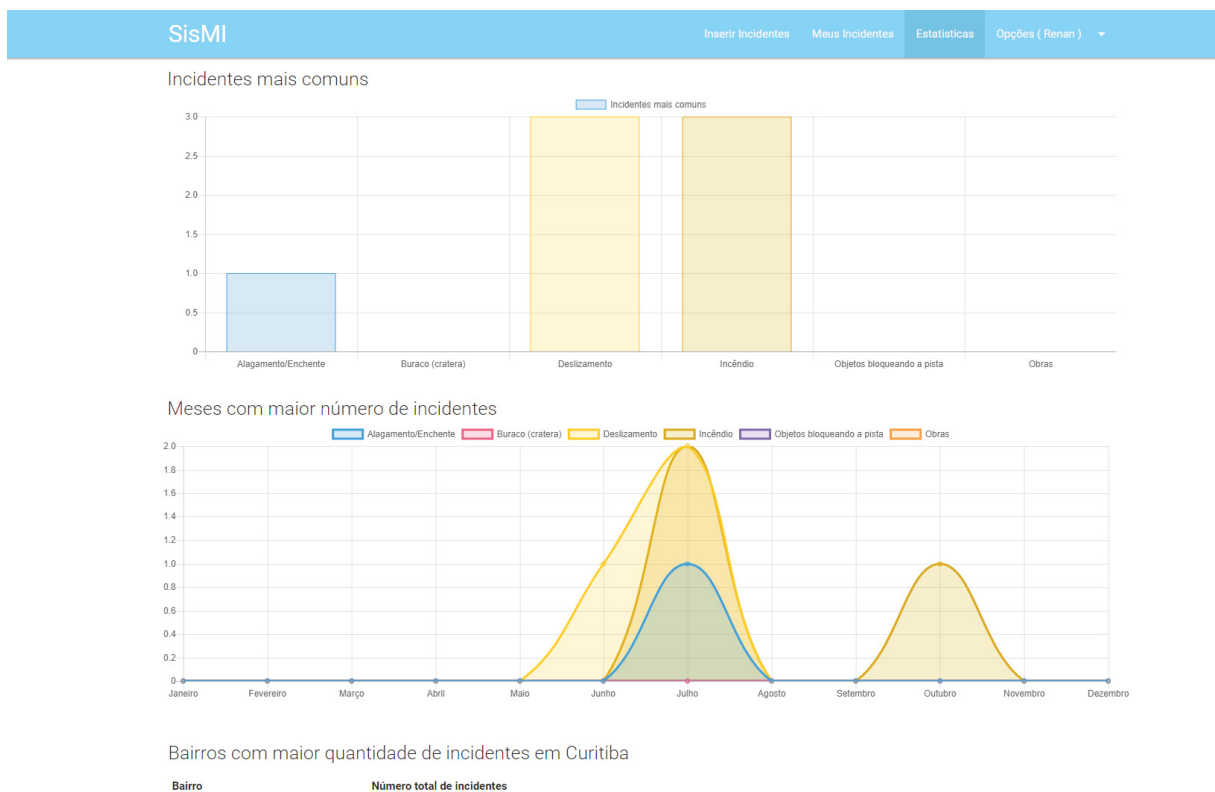 SisMI Inserir Incidentes Meus Incidentes Estatisticas Opções ( Renan )
Incidentes mais comuns
Incidentes mais comuns
3.0
2.5
2.0
1.5
1.0
0.5
0
Alagamento/Enchente Buraco (cratera) Deslizamento Incêndio Objetos bloqueando a pista Obras
Meses com maior número de incidentes
Alagamento/Enchente Buraco (cratera) Deslizamento Incêndio Objetos bloqueando a pista Obras
2.0
1.8
1.6
1.4
1.2
1.0
0.8
0.6
0.4
0.2
0
Janeiro Fevereiro Março Abril Maio Junho Julho Agosto Setembro Outubro Novembro Dezembro
Bairros com maior quantidade de incidentes em Curitiba
Bairro Número total de incidentes